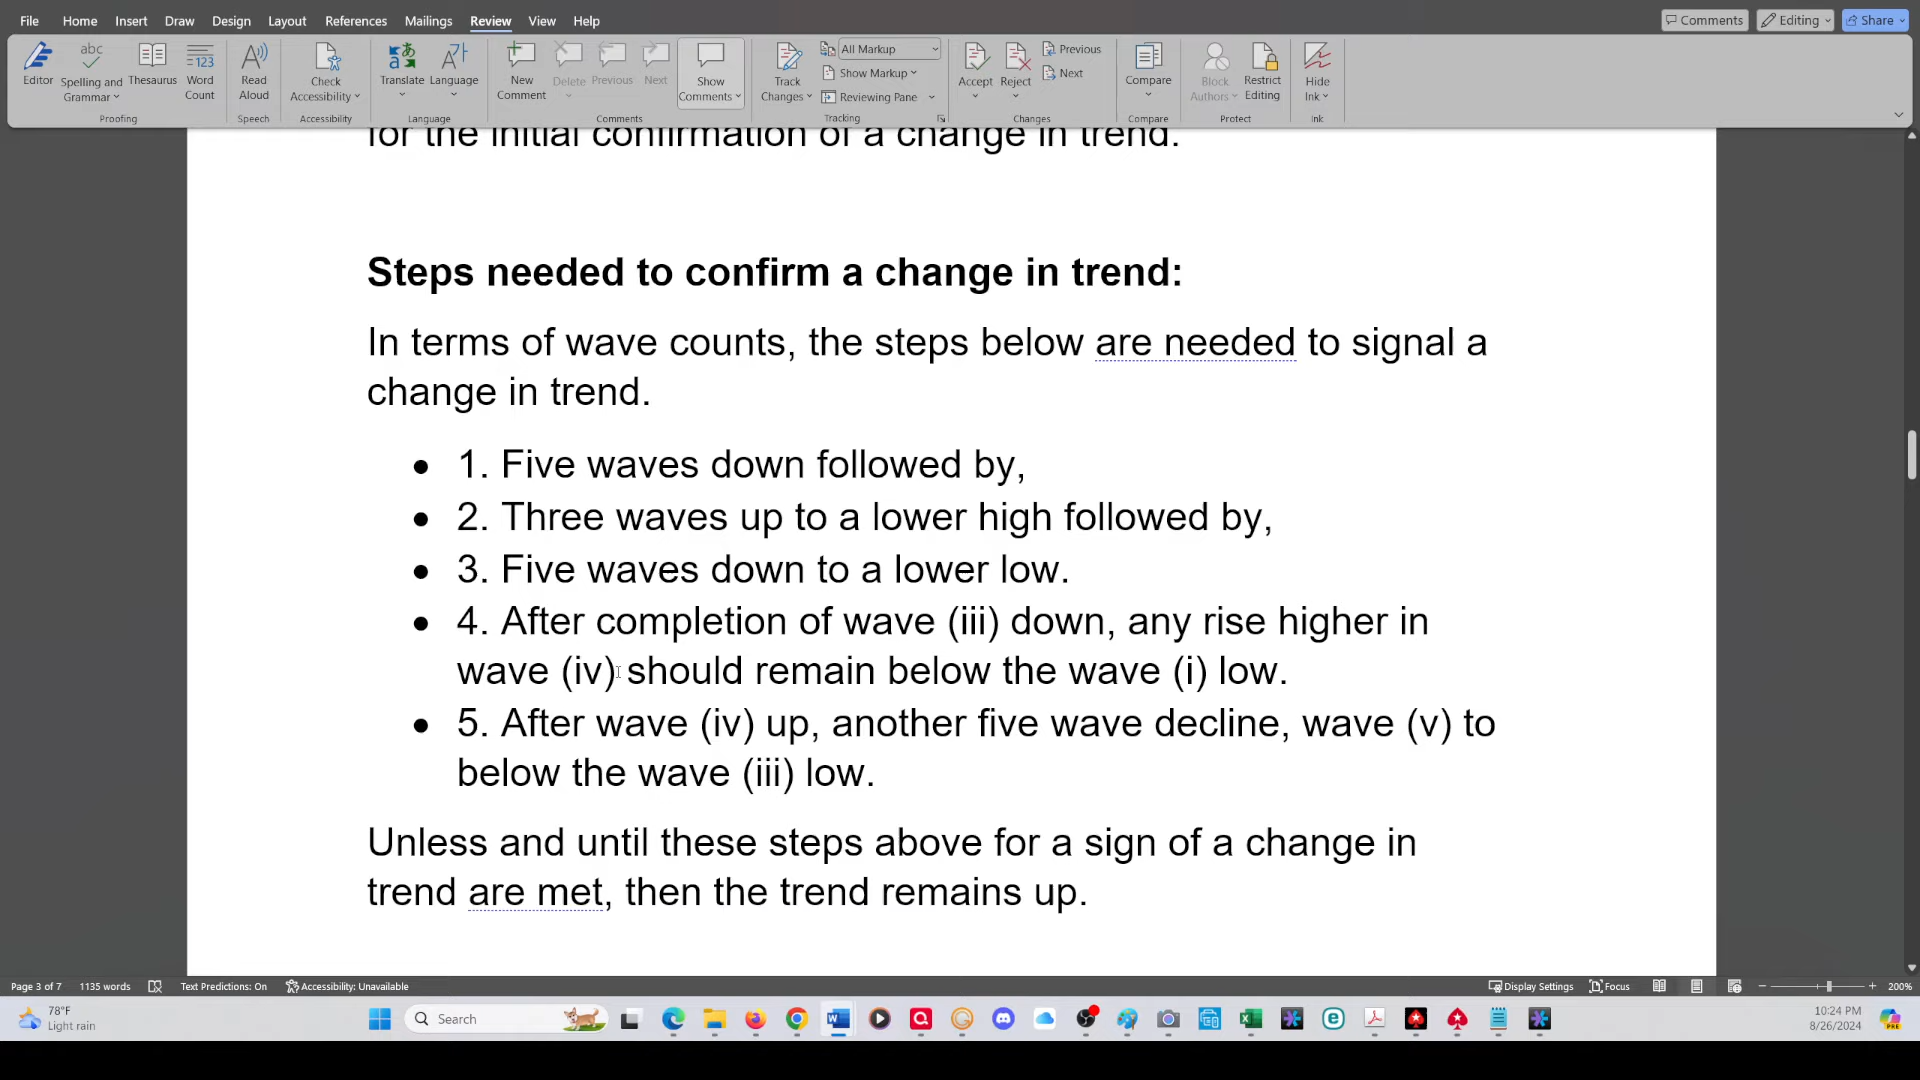 File Home Insert Draw Design Layout References Mailings Review View Help Comments Editing Share
Editor
Spelling and Grammar
Thesaurus
Word Count
Read Aloud
Check Accessibility
Translate
Language
New Comment
Delete
Previous
Next
Show Comments
Track Changes
All Markup
Show Markup
Reviewing Pane
Accept
Reject
Previous
Next
Compare
Block Authors
Restrict Editing
Hide Ink
Proofing Speech Accessibility Language Comments Tracking Changes Compare Protect Ink
for the initial confirmation of a change in trend.
Steps needed to confirm a change in trend:
In terms of wave counts, the steps below are needed to signal a
change in trend.
• 1. Five waves down followed by,
• 2. Three waves up to a lower high followed by,
• 3. Five waves down to a lower low.
• 4. After completion of wave (iii) down, any rise higher in
wave (iv) should remain below the wave (i) low.
• 5. After wave (iv) up, another five wave decline, wave (v) to
below the wave (iii) low.
Unless and until these steps above for a sign of a change in
trend are met, then the trend remains up.
Page 3 of 7 1135 words Text Predictions: On Accessibility: Unavailable Display Settings Focus 200%
78°F
Light rain
Search
10:24 PM
8/26/2024